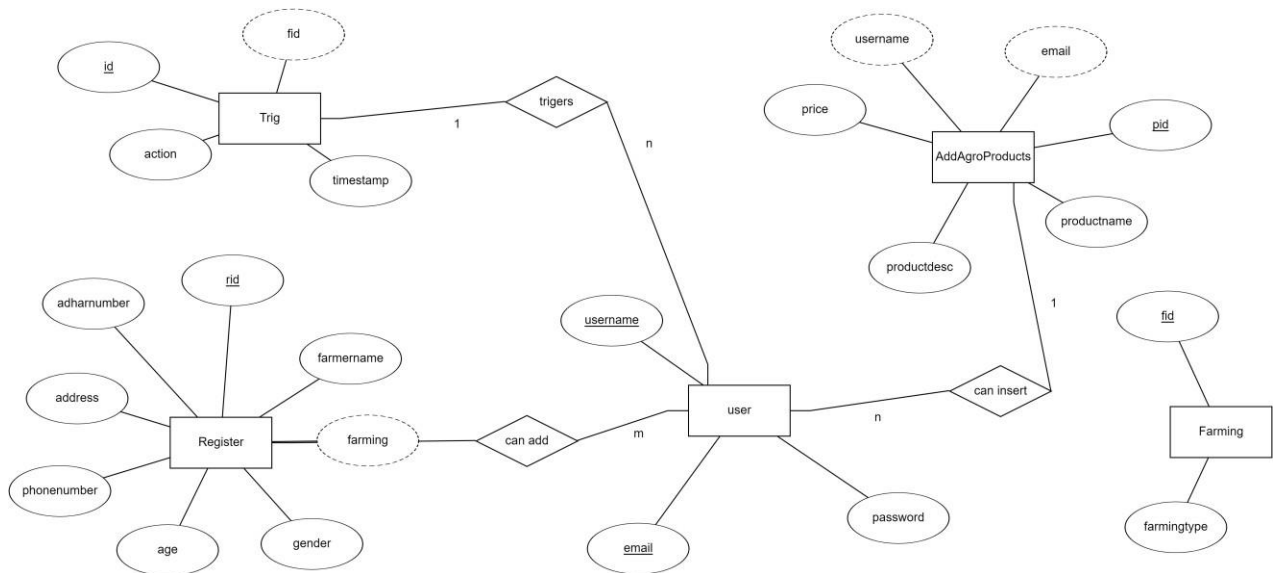 fid
id
Trig
action
timestamp
trigers
1
n
username
email
price
pid
AddAgroProducts
productname
productdesc
1
rid
adharnumber
farmername
address
Register
farming
phonenumber
age
gender
can add
m
username
user
n
can insert
email
password
fid
Farming
farmingtype